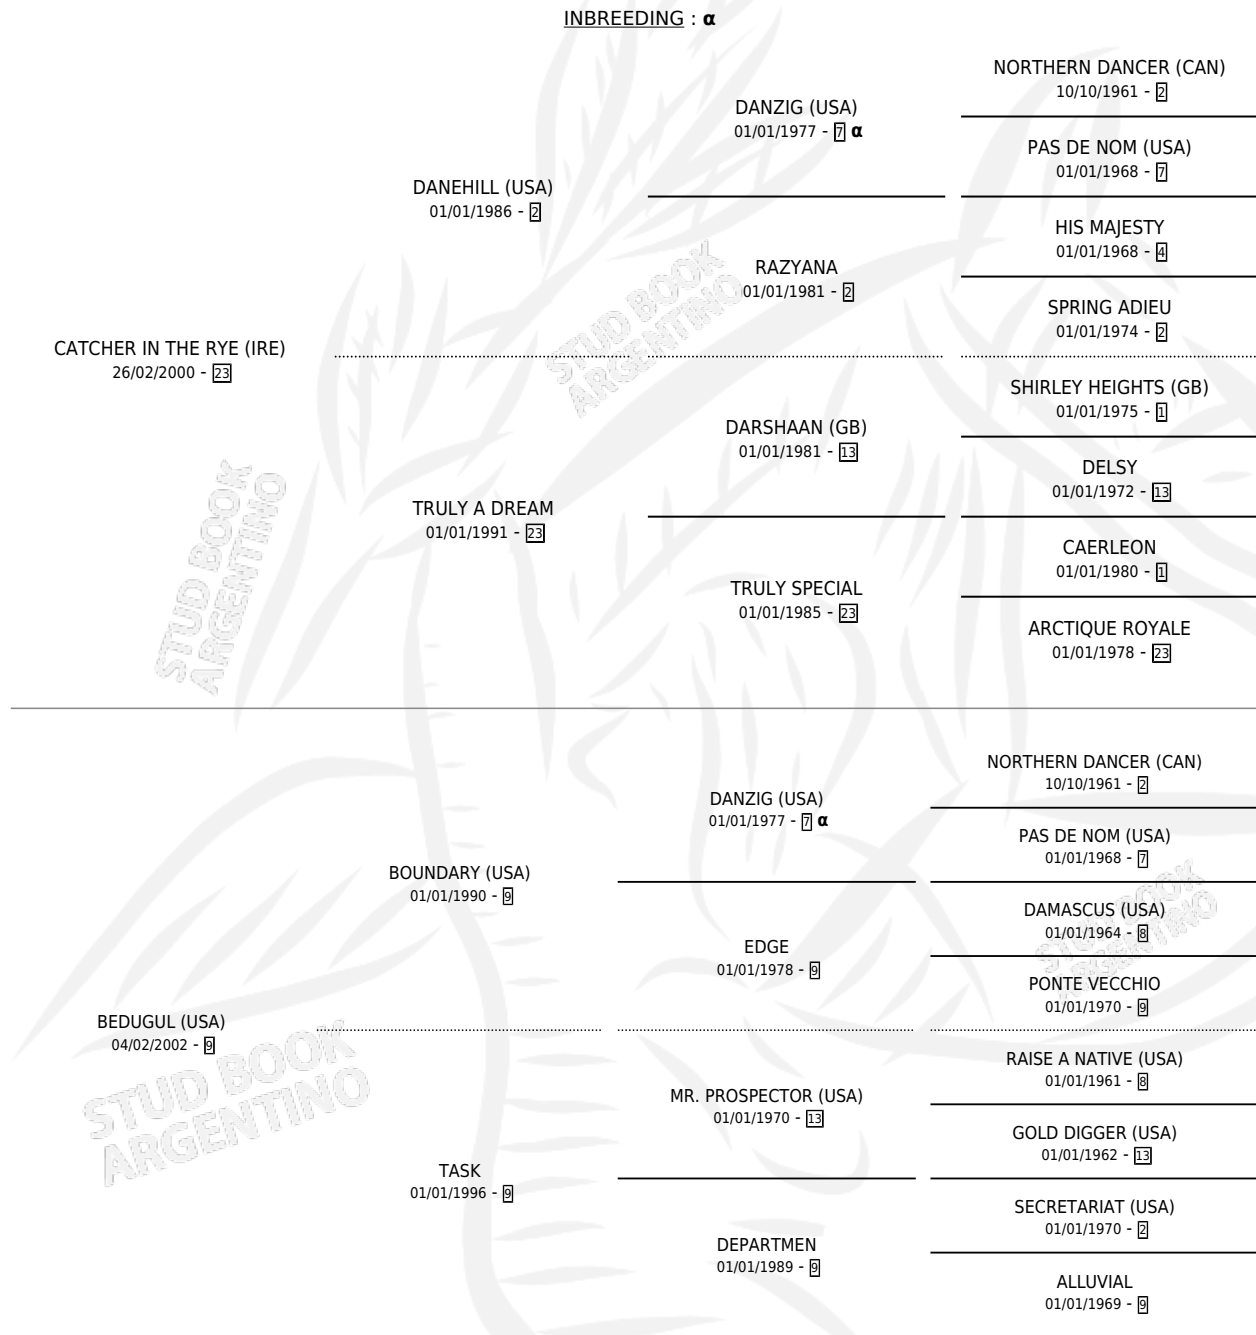 INBREEDING : α
NORTHERN DANCER (CAN)
10/10/1961 - 2
DANZIG (USA)
01/01/1977 - 7 α
PAS DE NOM (USA)
01/01/1968 - 7
DANEHILL (USA)
01/01/1986 - 2
HIS MAJESTY
01/01/1968 - 4
RAZYANA
01/01/1981 - 2
SPRING ADIEU
01/01/1974 - 2
CATCHER IN THE RYE (IRE)
26/02/2000 - 23
SHIRLEY HEIGHTS (GB)
01/01/1975 - 1
DARSHAAN (GB)
01/01/1981 - 13
DELSY
01/01/1972 - 13
TRULY A DREAM
01/01/1991 - 23
CAERLEON
01/01/1980 - 1
TRULY SPECIAL
01/01/1985 - 23
ARCTIQUE ROYALE
01/01/1978 - 23
NORTHERN DANCER (CAN)
10/10/1961 - 2
DANZIG (USA)
01/01/1977 - 7 α
PAS DE NOM (USA)
01/01/1968 - 7
BOUNDARY (USA)
01/01/1990 - 9
DAMASCUS (USA)
01/01/1964 - 8
EDGE
01/01/1978 - 9
PONTE VECCHIO
01/01/1970 - 9
BEDUGUL (USA)
04/02/2002 - 9
RAISE A NATIVE (USA)
01/01/1961 - 8
MR. PROSPECTOR (USA)
01/01/1970 - 13
GOLD DIGGER (USA)
01/01/1962 - 13
TASK
01/01/1996 - 9
SECRETARIAT (USA)
01/01/1970 - 2
DEPARTMEN
01/01/1989 - 9
ALLUVIAL
01/01/1969 - 9
STUD BOOK
ARGENTINO
STUD BOOK
ARGENTINO
STUD BOOK
ARGENTINO
STUD BOOK
ARGENTINO